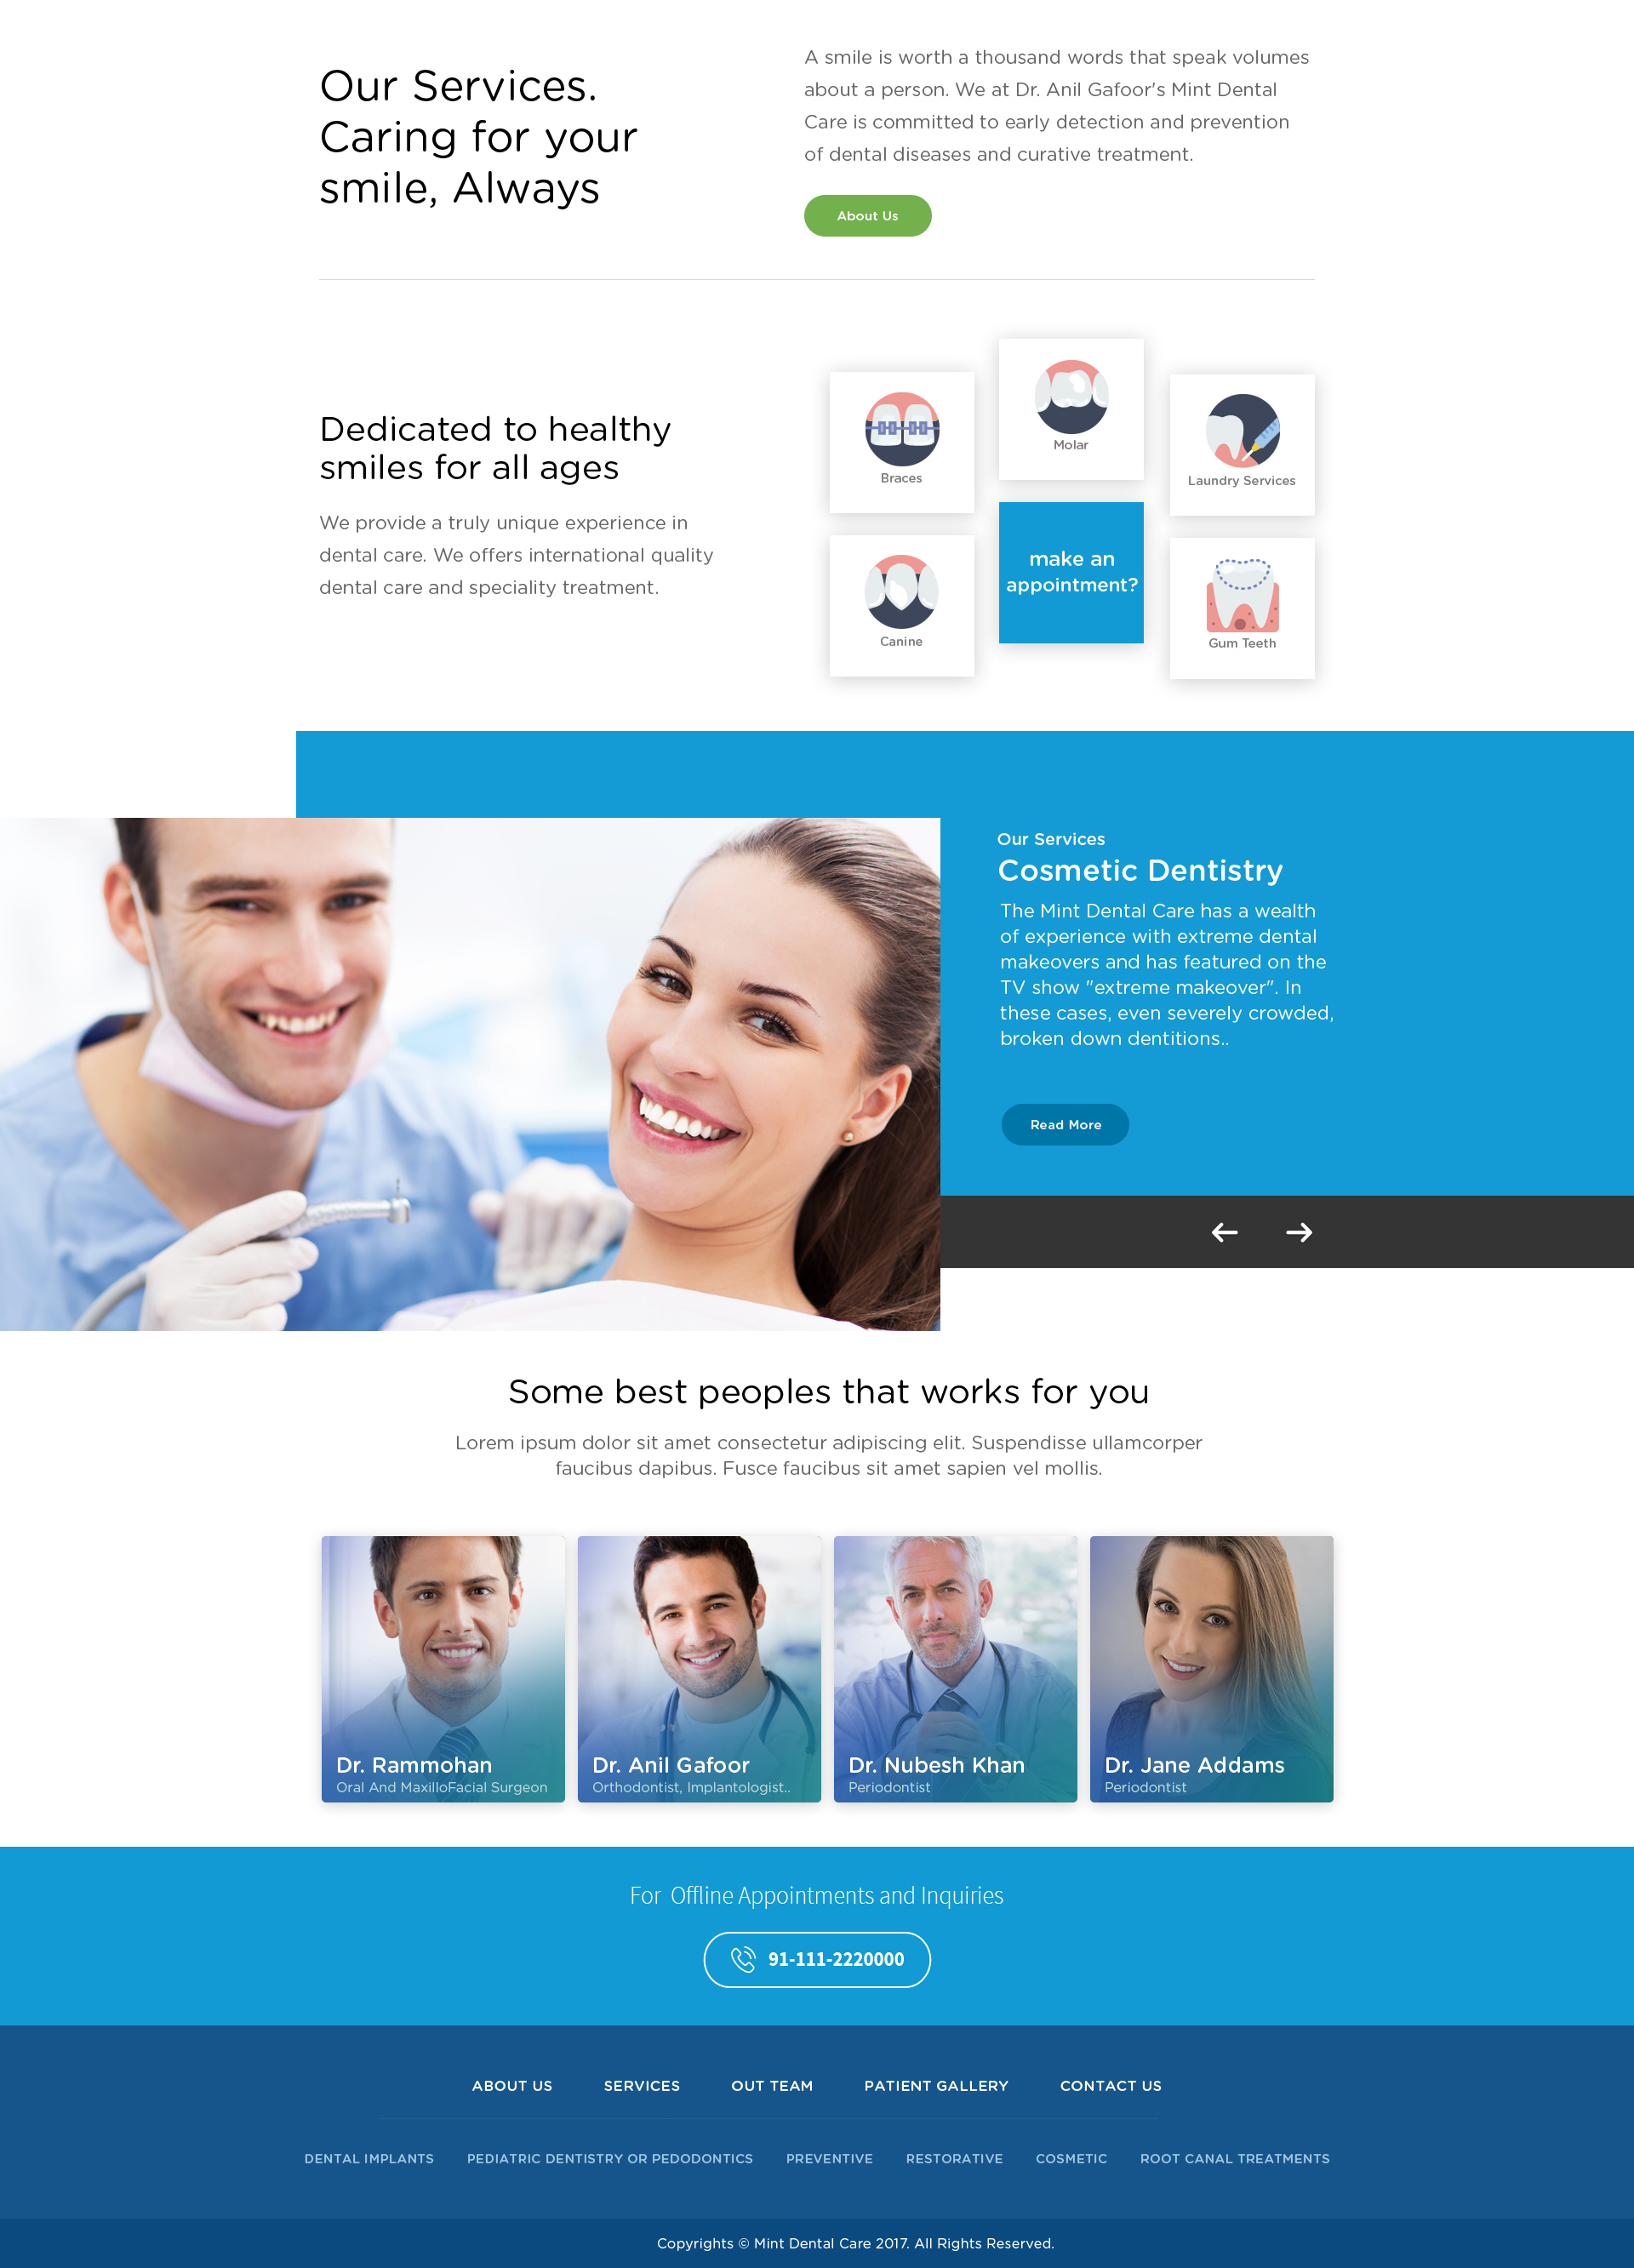 Our Services.
Caring for your
smile, Always
A smile is worth a thousand words that speak volumes
about a person. We at Dr. Anil Gafoor's Mint Dental
Care is committed to early detection and prevention
of dental diseases and curative treatment.
About Us
Dedicated to healthy
smiles for all ages
We provide a truly unique experience in
dental care. We offers international quality
dental care and speciality treatment.
Braces
Molar
Laundry Services
Canine
make an
appointment?
Gum Teeth
Our Services
Cosmetic Dentistry
The Mint Dental Care has a wealth
of experience with extreme dental
makeovers and has featured on the
TV show "extreme makeover". In
these cases, even severely crowded,
broken down dentitions..
Read More
Some best peoples that works for you
Lorem ipsum dolor sit amet consectetur adipiscing elit. Suspendisse ullamcorper
faucibus dapibus. Fusce faucibus sit amet sapien vel mollis.
Dr. Rammohan
Oral And MaxilloFacial Surgeon
Dr. Anil Gafoor
Orthodontist, Implantologist..
Dr. Nubesh Khan
Periodontist
Dr. Jane Addams
Periodontist
For Offline Appointments and Inquiries
91-111-2220000
ABOUT US SERVICES OUT TEAM PATIENT GALLERY CONTACT US
DENTAL IMPLANTS PEDIATRIC DENTISTRY OR PEDODONTICS PREVENTIVE RESTORATIVE COSMETIC ROOT CANAL TREATMENTS
Copyrights © Mint Dental Care 2017. All Rights Reserved.